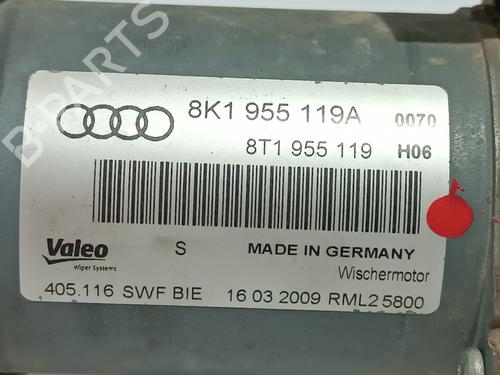 8K1 955 119A 0070
8T1 955 119 H06
Valeo S MADE IN GERMANY
Wiper Systems Wischermotor
405.116 SWF BIE 16 03 2009 RML2 5800